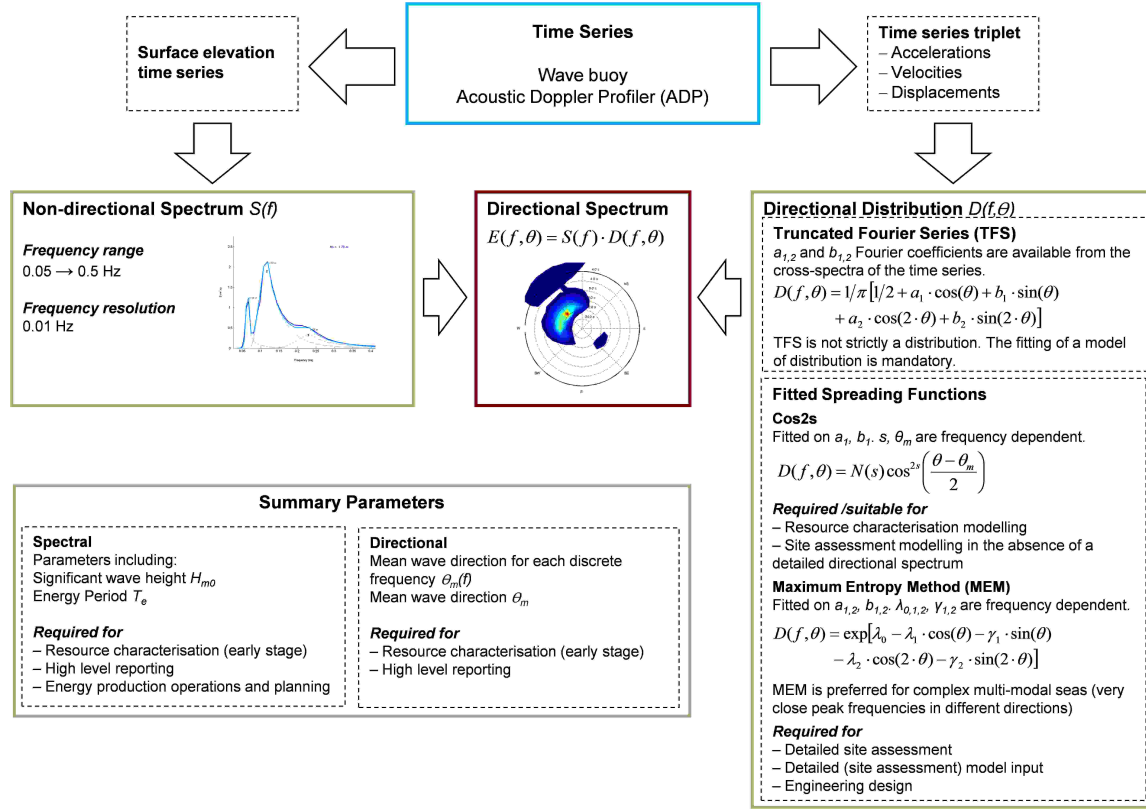 Time Series
Wave buoy
Acoustic Doppler Profiler (ADP)
Surface elevation
time series
Time series triplet
– Accelerations
– Velocities
– Displacements
Non-directional Spectrum S(f)
Frequency range
0.05 → 0.5 Hz
Frequency resolution
0.01 Hz
Frequency (Hz)
Directional Spectrum
E(f,θ) = S(f)·D(f,θ)
Directional Distribution D(f,θ)
Truncated Fourier Series (TFS)
a1,2 and b1,2 Fourier coefficients are available from the
cross-spectra of the time series.
D(f,θ) = 1/π[1/2 + a1·cos(θ) + b1·sin(θ)
+ a2·cos(2·θ) + b2·sin(2·θ)]
TFS is not strictly a distribution. The fitting of a model
of distribution is mandatory.
Fitted Spreading Functions
Cos2s
Fitted on a1, b1. s, θm are frequency dependent.
D(f,θ) = N(s)cos2s((θ − θm)/2)
Required /suitable for
– Resource characterisation modelling
– Site assessment modelling in the absence of a
detailed directional spectrum
Maximum Entropy Method (MEM)
Fitted on a1,2, b1,2. λ0,1,2, γ1,2 are frequency dependent.
D(f,θ) = exp[λ0 − λ1·cos(θ) − γ1·sin(θ)
− λ2·cos(2·θ) − γ2·sin(2·θ)]
MEM is preferred for complex multi-modal seas (very
close peak frequencies in different directions)
Required for
– Detailed site assessment
– Detailed (site assessment) model input
– Engineering design
Summary Parameters
Spectral
Parameters including:
Significant wave height Hm0
Energy Period Te
Required for
– Resource characterisation (early stage)
– High level reporting
– Energy production operations and planning
Directional
Mean wave direction for each discrete
frequency θm(f)
Mean wave direction θm
Required for
– Resource characterisation (early stage)
– High level reporting